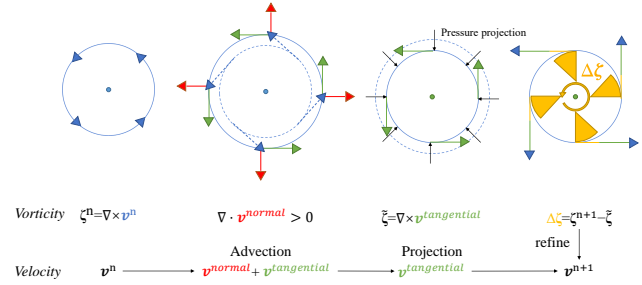 Pressure projection
Δζ
Vorticity ζⁿ=∇×vⁿ ∇ · v^normal > 0 ζ̃=∇×v^tangential Δζ=ζⁿ⁺¹−ζ̃
Advection Projection refine
Velocity vⁿ v^normal + v^tangential v^tangential vⁿ⁺¹